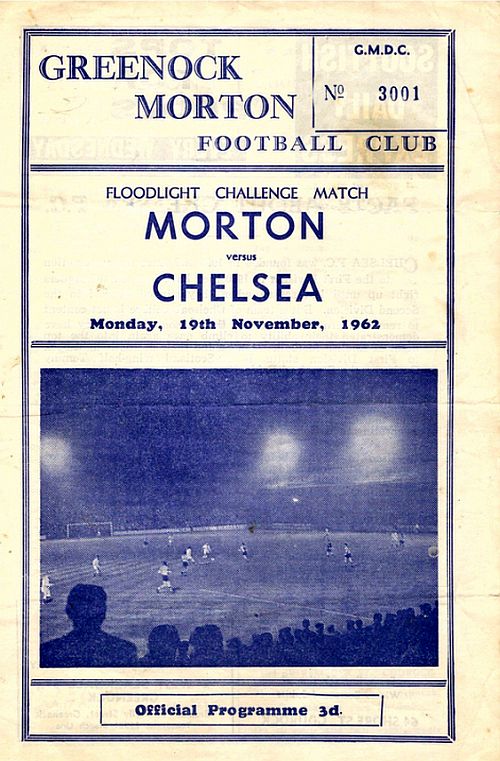 GREENOCK
MORTON
FOOTBALL CLUB
G.M.D.C.
Nº 3001
FLOODLIGHT CHALLENGE MATCH
MORTON
versus
CHELSEA
Monday, 19th November, 1962
Official Programme 3d.